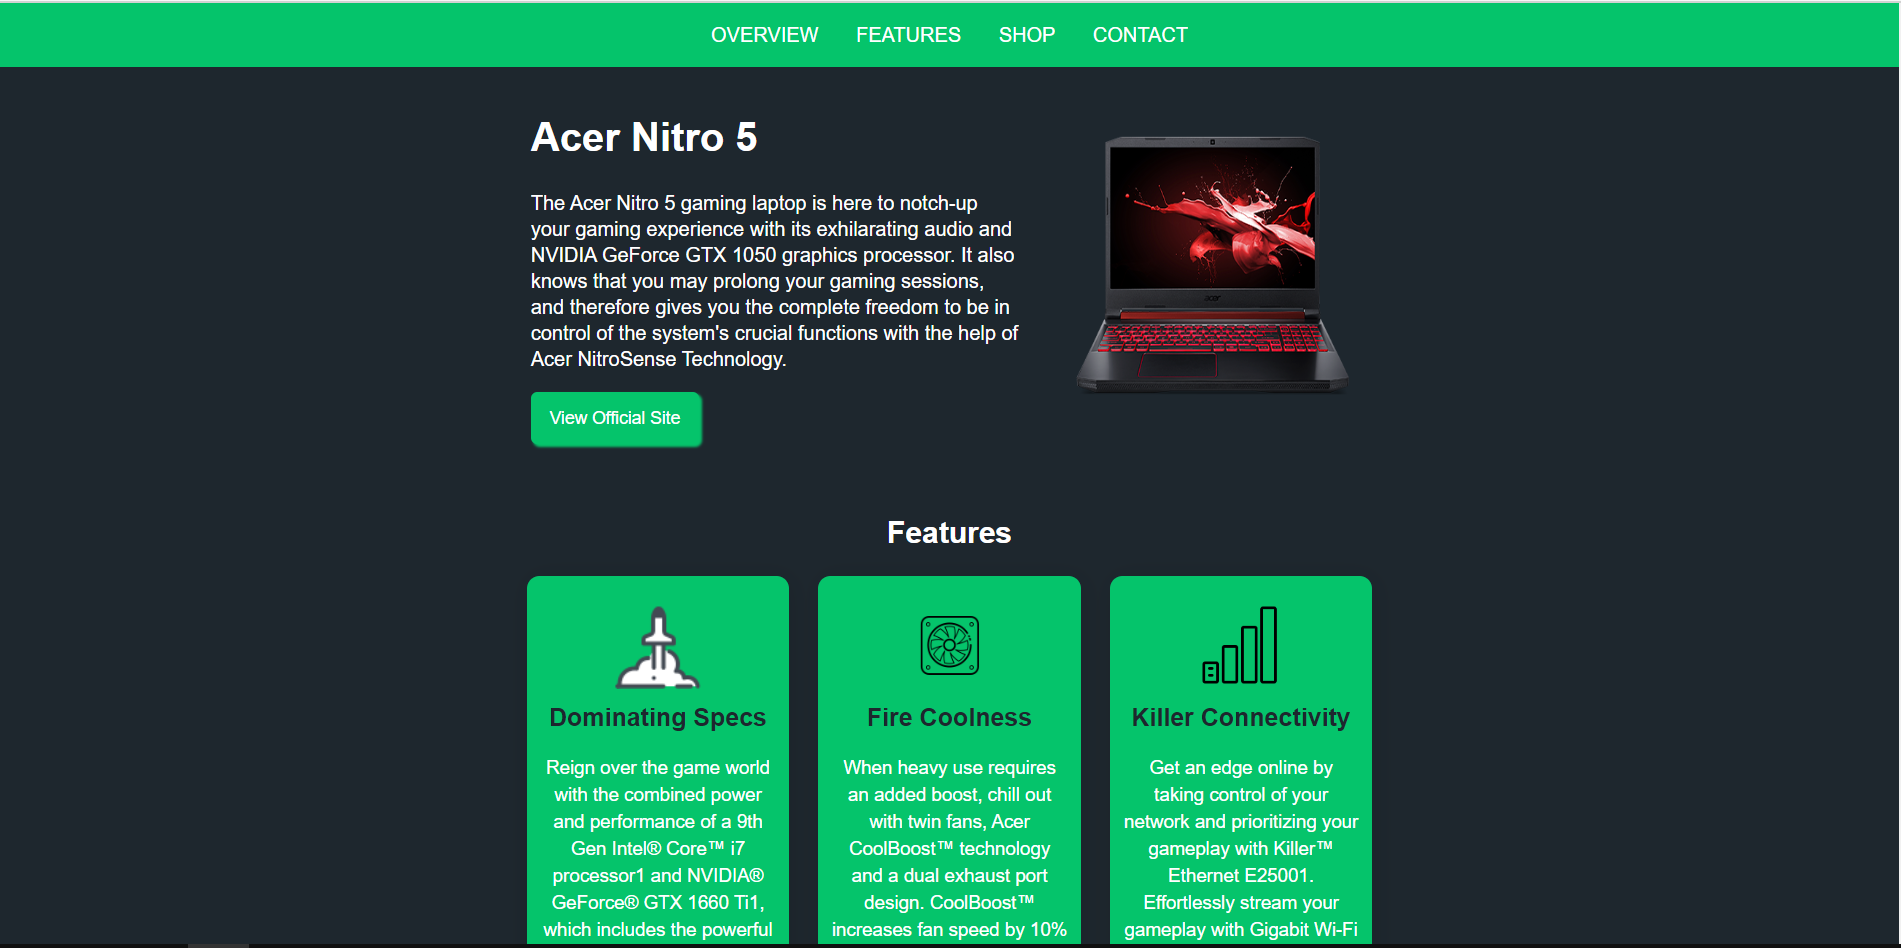 OVERVIEW FEATURES SHOP CONTACT
Acer Nitro 5
The Acer Nitro 5 gaming laptop is here to notch-up
your gaming experience with its exhilarating audio and
NVIDIA GeForce GTX 1050 graphics processor. It also
knows that you may prolong your gaming sessions,
and therefore gives you the complete freedom to be in
control of the system's crucial functions with the help of
Acer NitroSense Technology.
acer
View Official Site
Features
Dominating Specs
Reign over the game world
with the combined power
and performance of a 9th
Gen Intel® Core™ i7
processor1 and NVIDIA®
GeForce® GTX 1660 Ti1,
which includes the powerful
Fire Coolness
When heavy use requires
an added boost, chill out
with twin fans, Acer
CoolBoost™ technology
and a dual exhaust port
design. CoolBoost™
increases fan speed by 10%
Killer Connectivity
Get an edge online by
taking control of your
network and prioritizing your
gameplay with Killer™
Ethernet E25001.
Effortlessly stream your
gameplay with Gigabit Wi-Fi